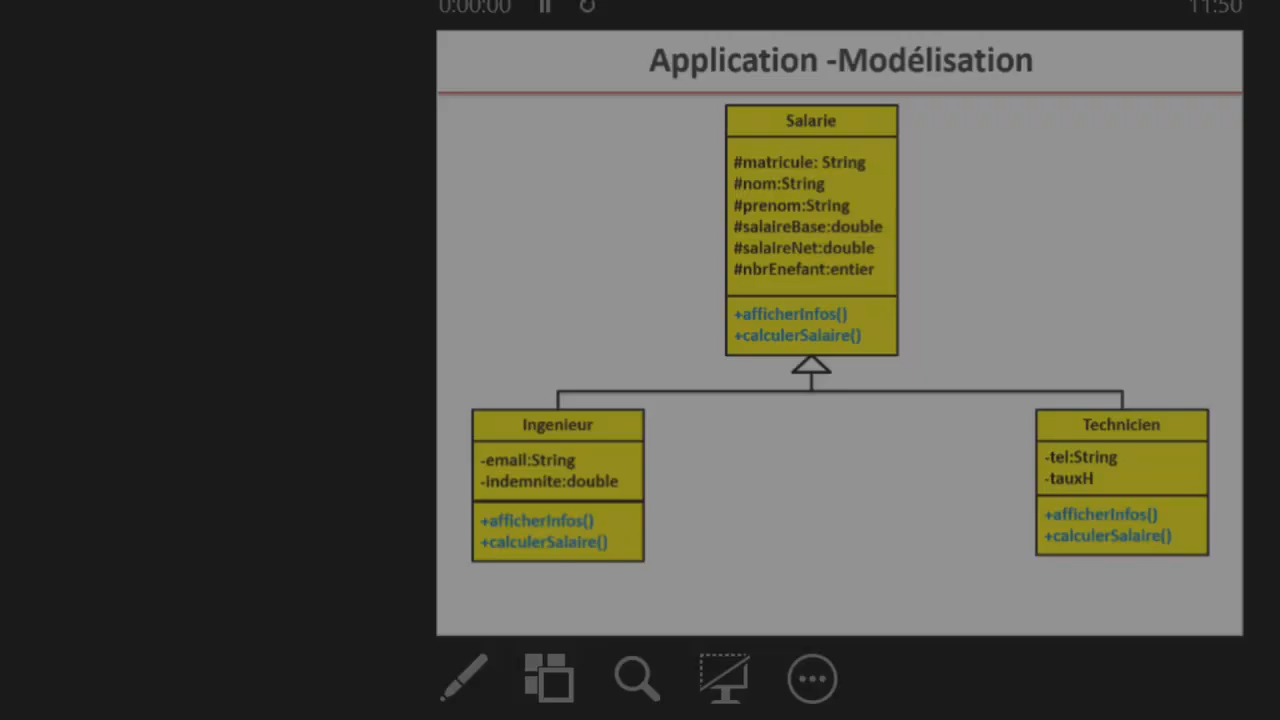 0:00:00
11:50
Application -Modélisation
Salarie
#matricule: String
#nom:String
#prenom:String
#salaireBase:double
#salaireNet:double
#nbrEnefant:entier
+afficherInfos()
+calculerSalaire()
Ingenieur
-email:String
-indemnite:double
+afficherInfos()
+calculerSalaire()
Technicien
-tel:String
-tauxH
+afficherInfos()
+calculerSalaire()